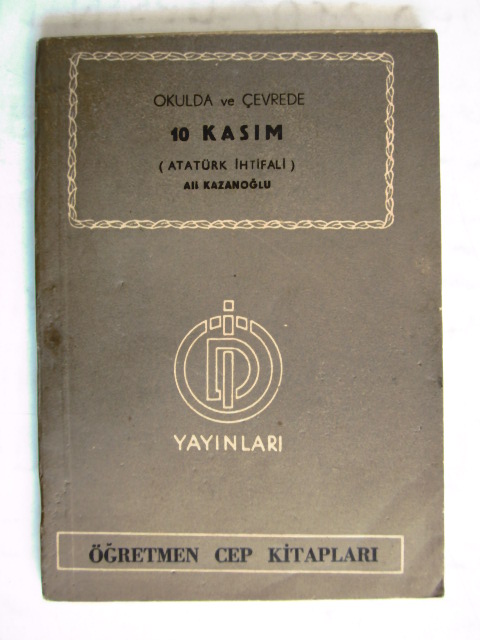 OKULDA ve ÇEVREDE
10 KASIM
(ATATÜRK İHTİFALİ)
Ali KAZANOĞLU
YAYINLARI
ÖĞRETMEN CEP KİTAPLARI